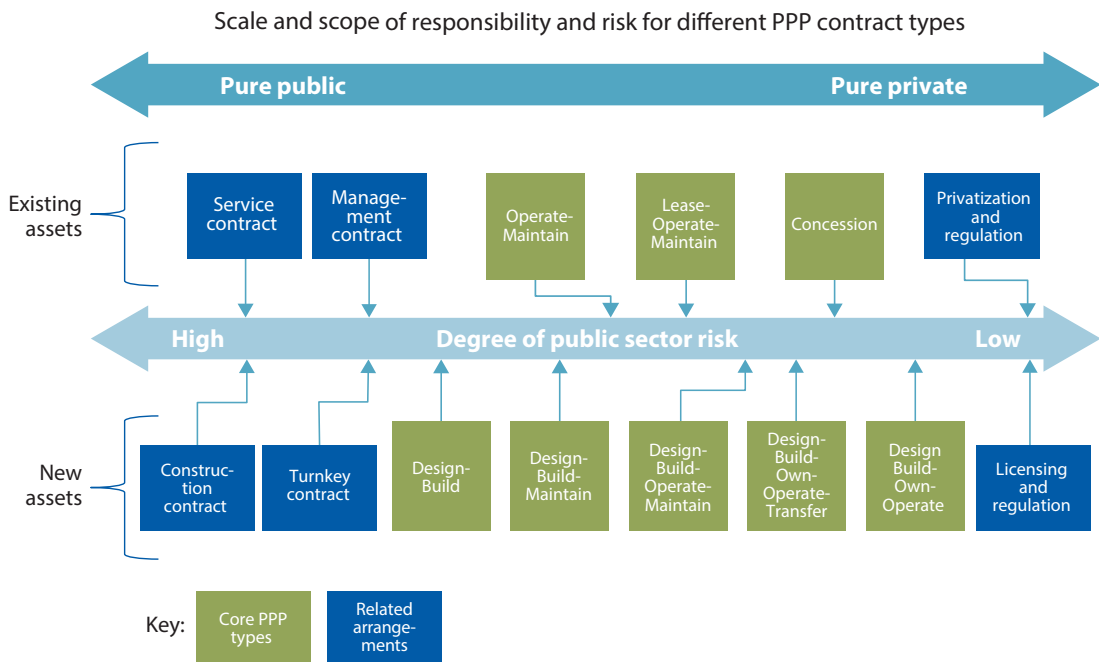 Scale and scope of responsibility and risk for different PPP contract types
Pure public
Pure private
Existing
assets
Service
contract
Manage-
ment
contract
Operate-
Maintain
Lease-
Operate-
Maintain
Concession
Privatization
and
regulation
High
Degree of public sector risk
Low
New
assets
Construc-
tion
contract
Turnkey
contract
Design-
Build
Design-
Build-
Maintain
Design-
Build-
Operate-
Maintain
Design-
Build-
Own-
Operate-
Transfer
Design
Build-
Own-
Operate
Licensing
and
regulation
Key:
Core PPP
types
Related
arrange-
ments